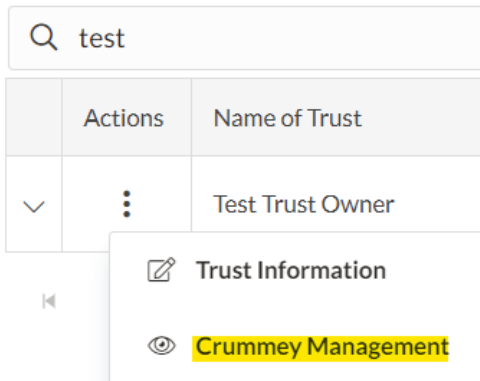 test
Actions Name of Trust
Test Trust Owner
Trust Information
Crummey Management